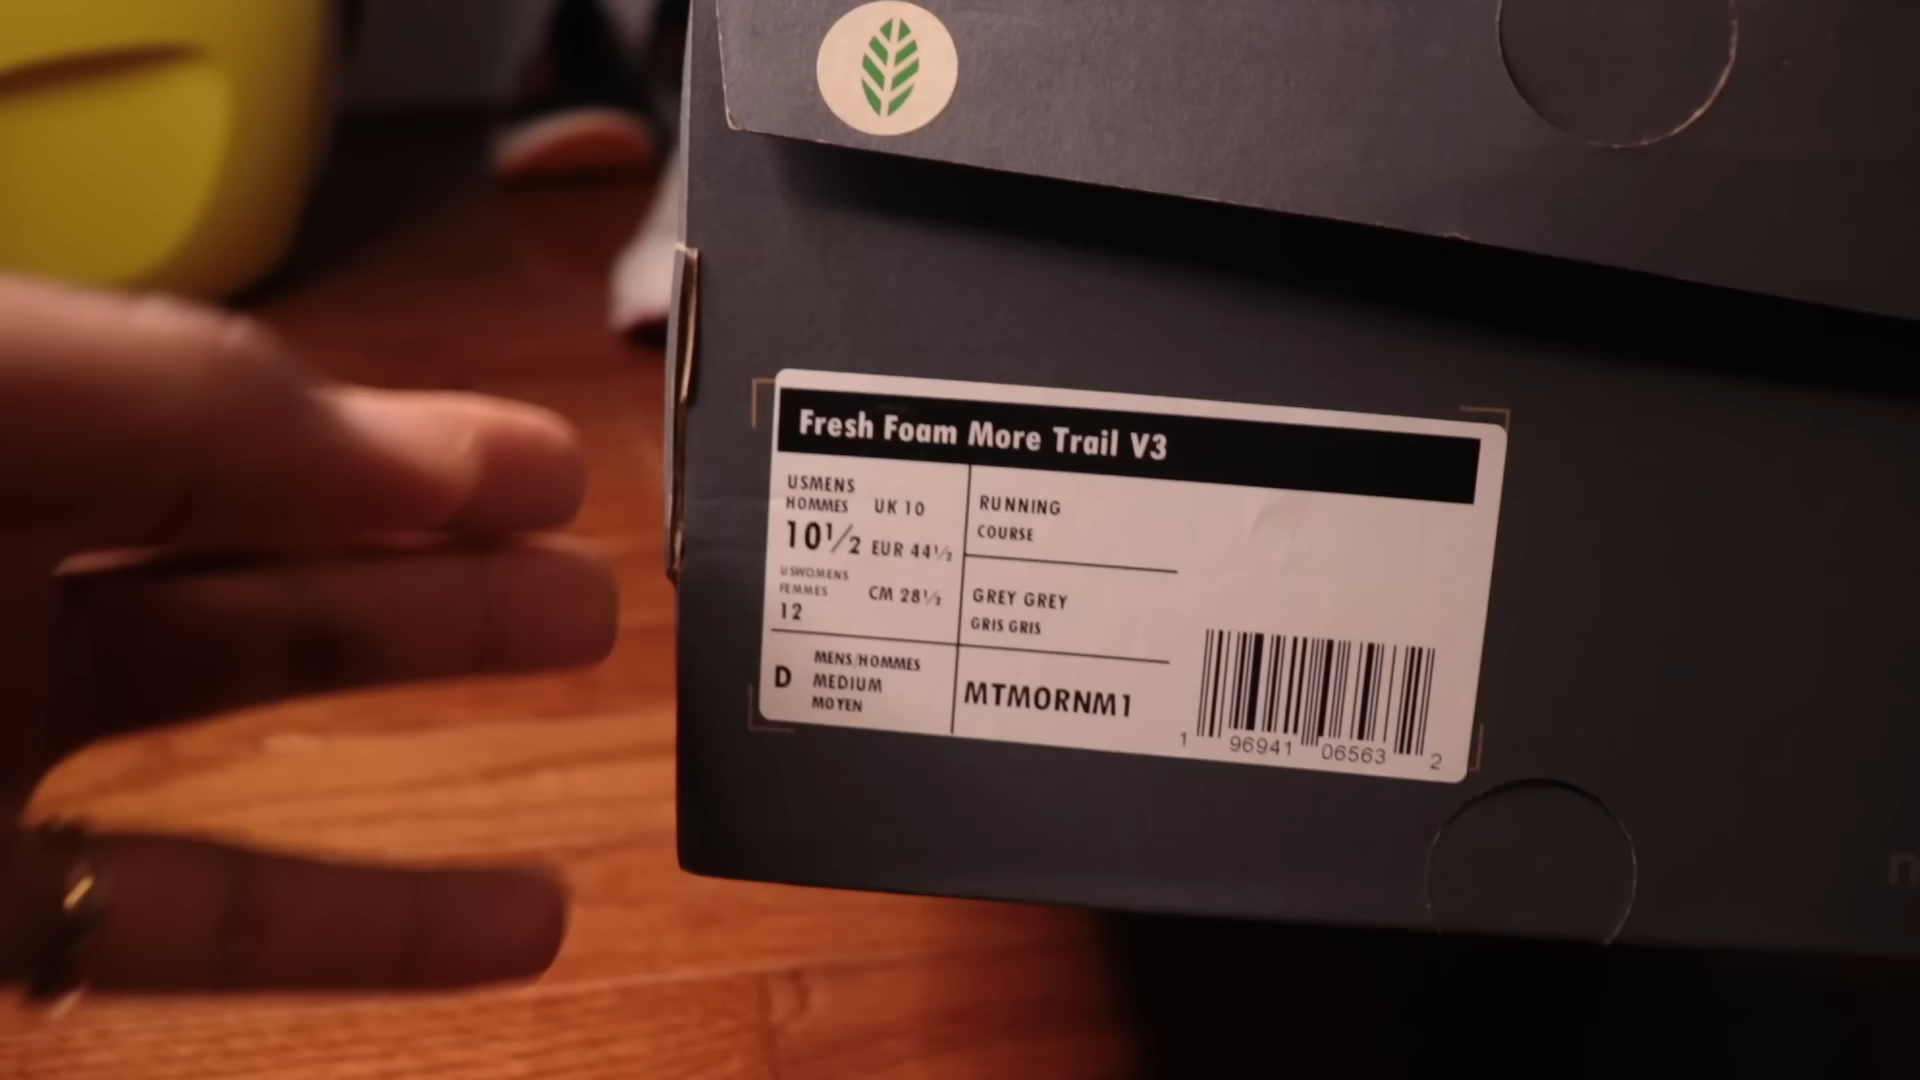 Fresh Foam More Trail V3
USMENS
HOMMES UK 10
10½ EUR 44½
USWOMENS
FEMMES CM 28½
12
D MENS/HOMMES
MEDIUM
MOYEN
RUNNING
COURSE
GREY GREY
GRIS GRIS
MTMORNM1
1 96941 06563 2